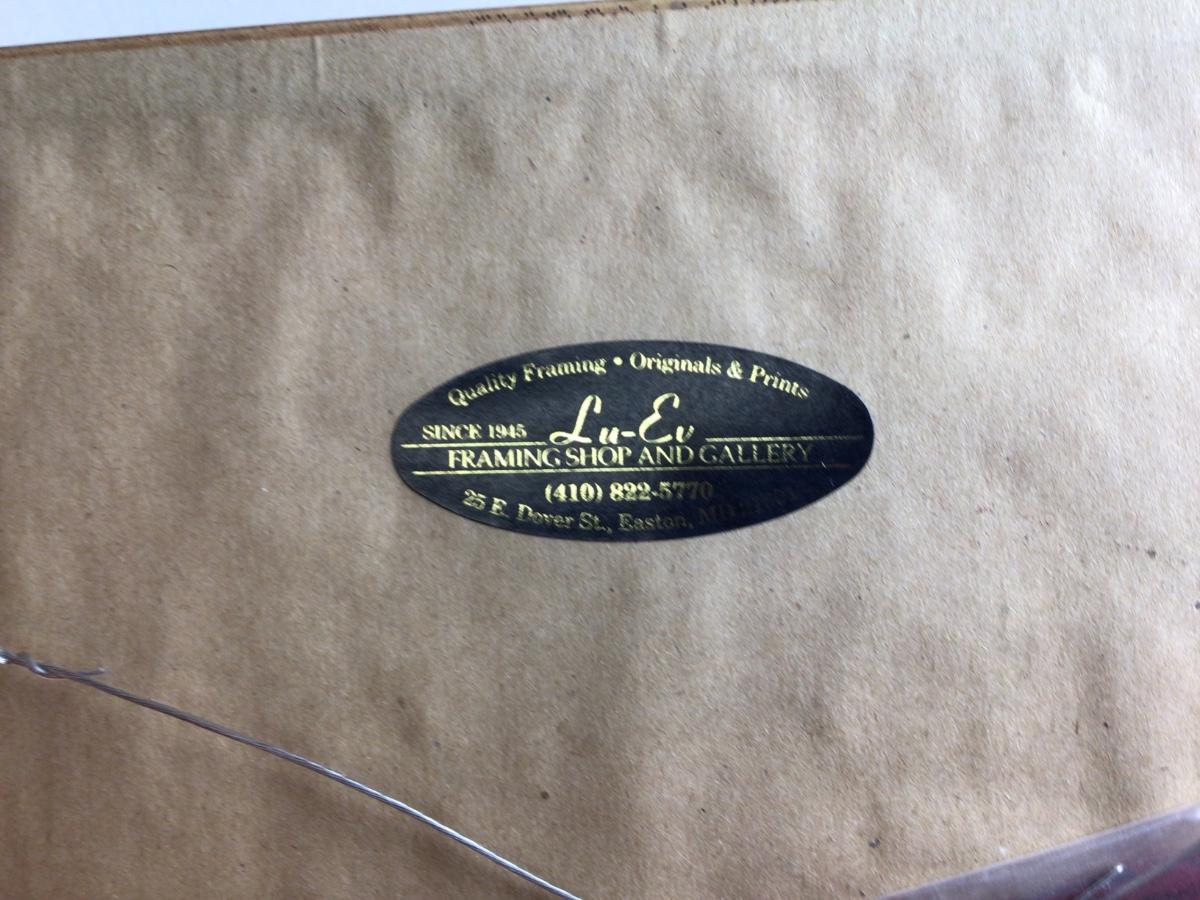 Quality Framing • Originals & Prints
SINCE 1945 Lu-Ev
FRAMING SHOP AND GALLERY
(410) 822-5770
25 E. Dover St., Easton, MD